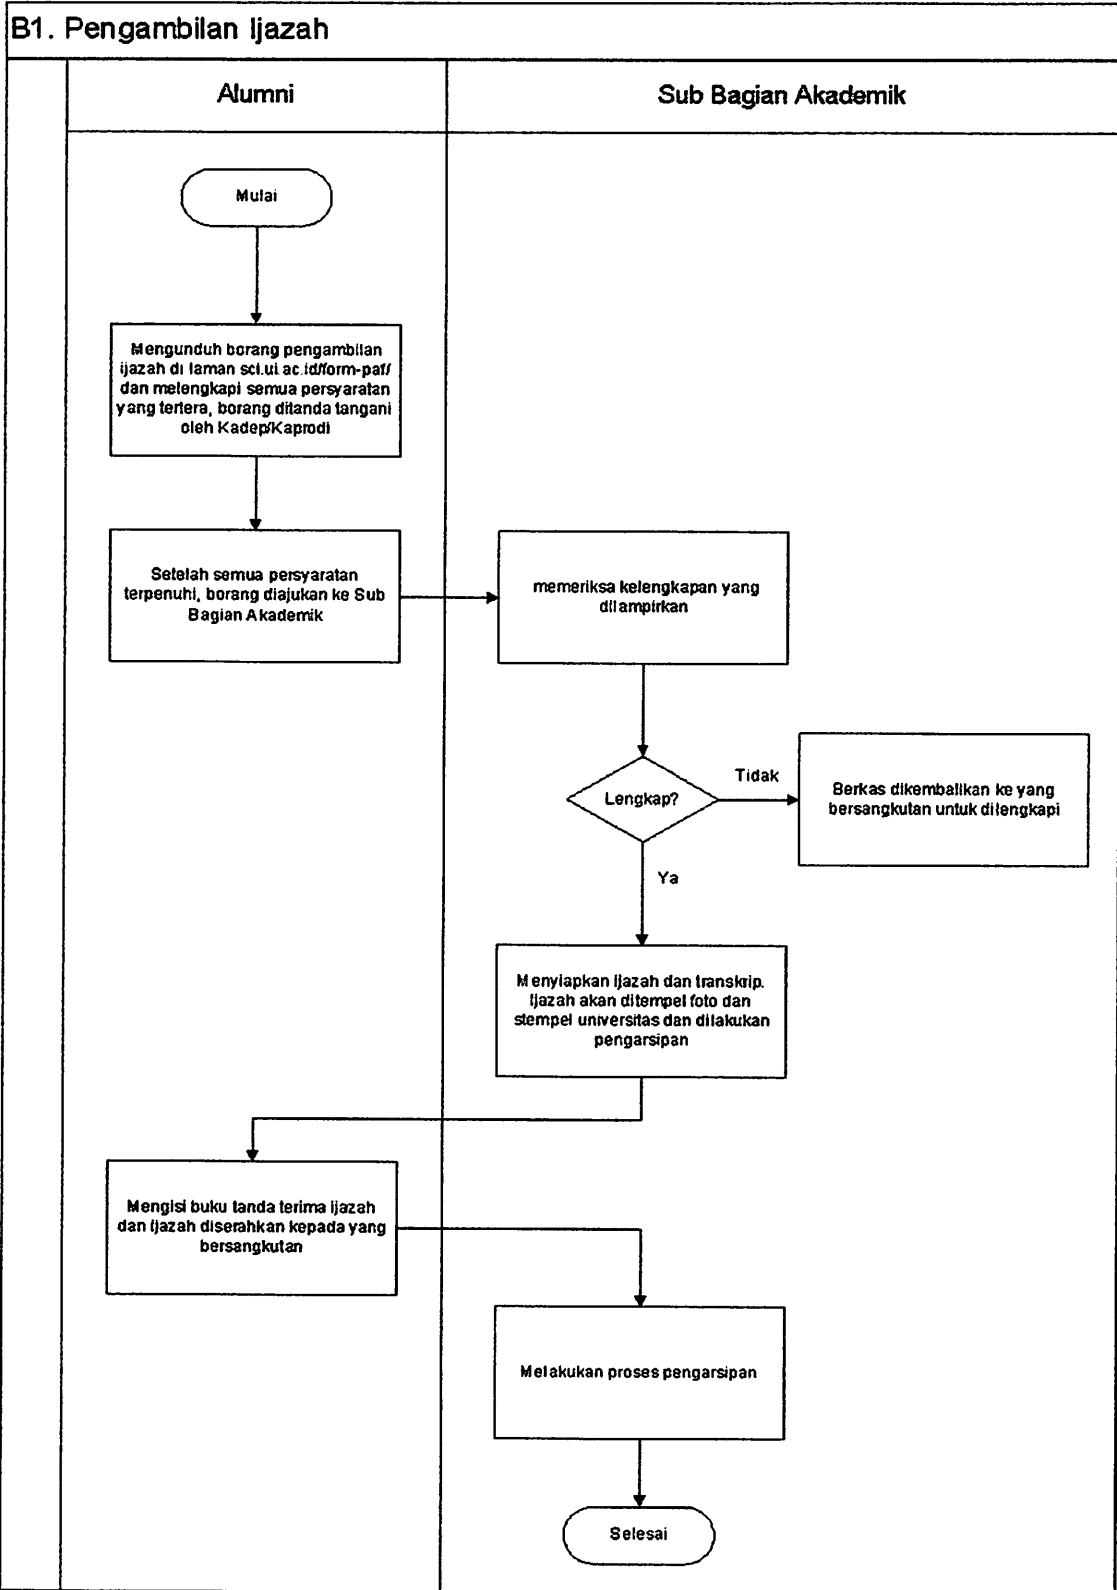 B1. Pengambilan Ijazah
Alumni
Sub Bagian Akademik
Mulai
Mengunduh borang pengambilan
ijazah di laman sci.ui.ac.id/form-paf/
dan melengkapi semua persyaratan
yang tertera, borang ditanda tangani
oleh Kadep/Kaprodi
Setelah semua persyaratan
terpenuhi, borang diajukan ke Sub
Bagian Akademik
memeriksa kelengkapan yang
dilampirkan
Lengkap?
Tidak
Berkas dikembalikan ke yang
bersangkutan untuk dilengkapi
Ya
Menyiapkan ijazah dan transkrip.
Ijazah akan ditempel foto dan
stempel universitas dan dilakukan
pengarsipan
Mengisi buku tanda terima ijazah
dan ijazah diserahkan kepada yang
bersangkutan
Melakukan proses pengarsipan
Selesai